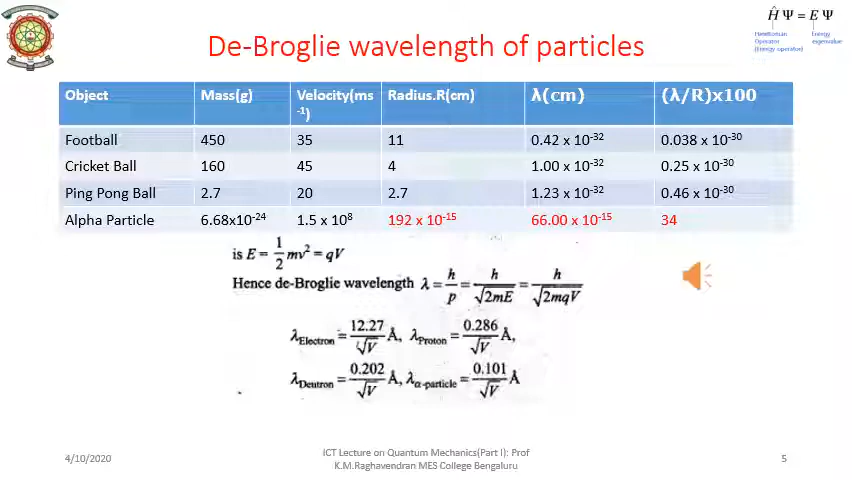 Ĥ Ψ = E Ψ
Hamiltonian Energy
Operator eigenvalue
(Energy operator)
De-Broglie wavelength of particles
Object Mass(g) Velocity(ms⁻¹) Radius.R(cm) λ(cm) (λ/R)x100
Football 450 35 11 0.42 x 10⁻³² 0.038 x 10⁻³⁰
Cricket Ball 160 45 4 1.00 x 10⁻³² 0.25 x 10⁻³⁰
Ping Pong Ball 2.7 20 2.7 1.23 x 10⁻³² 0.46 x 10⁻³⁰
Alpha Particle 6.68x10⁻²⁴ 1.5 x 10⁸ 192 x 10⁻¹⁵ 66.00 x 10⁻¹⁵ 34
is E = 1/2 mv² = qV
Hence de-Broglie wavelength λ = h/p = h/√2mE = h/√2mqV
λElectron = 12.27/√V Å, λProton = 0.286/√V Å,
λDeutron = 0.202/√V Å, λα-particle = 0.101/√V Å
4/10/2020
ICT Lecture on Quantum Mechanics(Part I): Prof
K.M.Raghavendran MES College Bengaluru
5